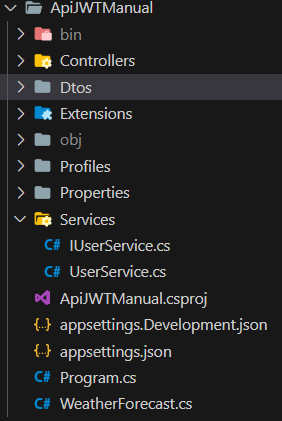 ApiJWTManual
bin
Controllers
Dtos
Extensions
obj
Profiles
Properties
Services
C# IUserService.cs
C# UserService.cs
ApiJWTManual.csproj
{..} appsettings.Development.json
{..} appsettings.json
C# Program.cs
C# WeatherForecast.cs